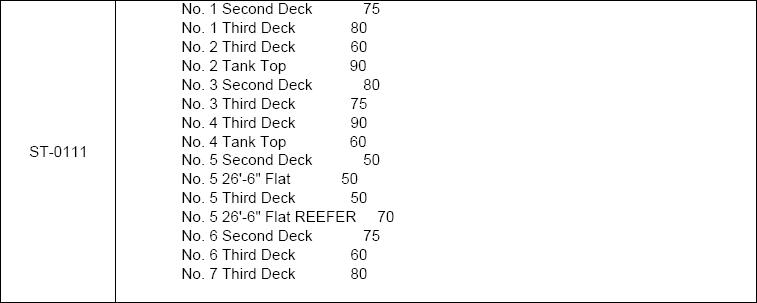 No. 1 Second Deck 75
No. 1 Third Deck 80
No. 2 Third Deck 60
No. 2 Tank Top 90
No. 3 Second Deck 80
No. 3 Third Deck 75
No. 4 Third Deck 90
No. 4 Tank Top 60
ST-0111
No. 5 Second Deck 50
No. 5 26'-6" Flat 50
No. 5 Third Deck 50
No. 5 26'-6" Flat REEFER 70
No. 6 Second Deck 75
No. 6 Third Deck 60
No. 7 Third Deck 80